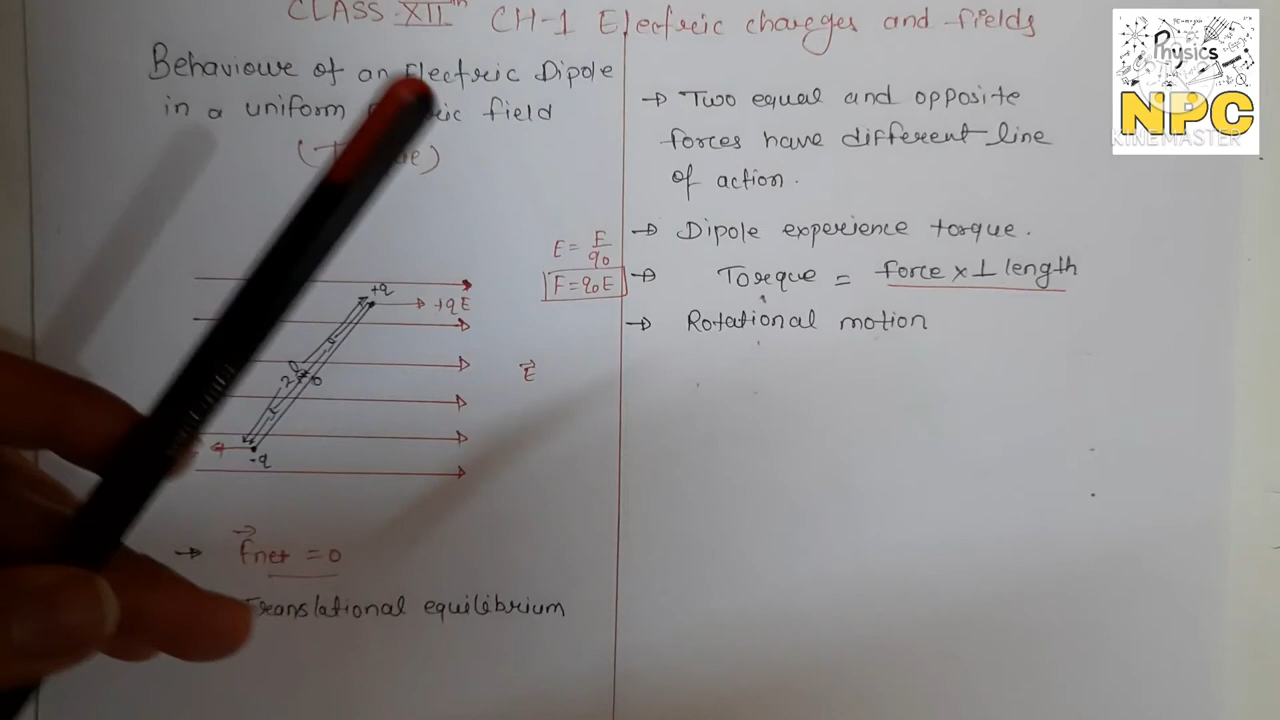 CLASS XIIth CH-1 Electric charges and fields
Behaviour of an Electric Dipole
in a uniform field
+q
+qE
2l
o
-q
E
E = F/q0
F = q0E
→ Fnet = 0
Translational equilibrium
→ Two equal and opposite
forces have different line
of action.
→ Dipole experience torque.
→ Torque = force × ⊥ length
→ Rotational motion
Physics
NPC
KINEMASTER